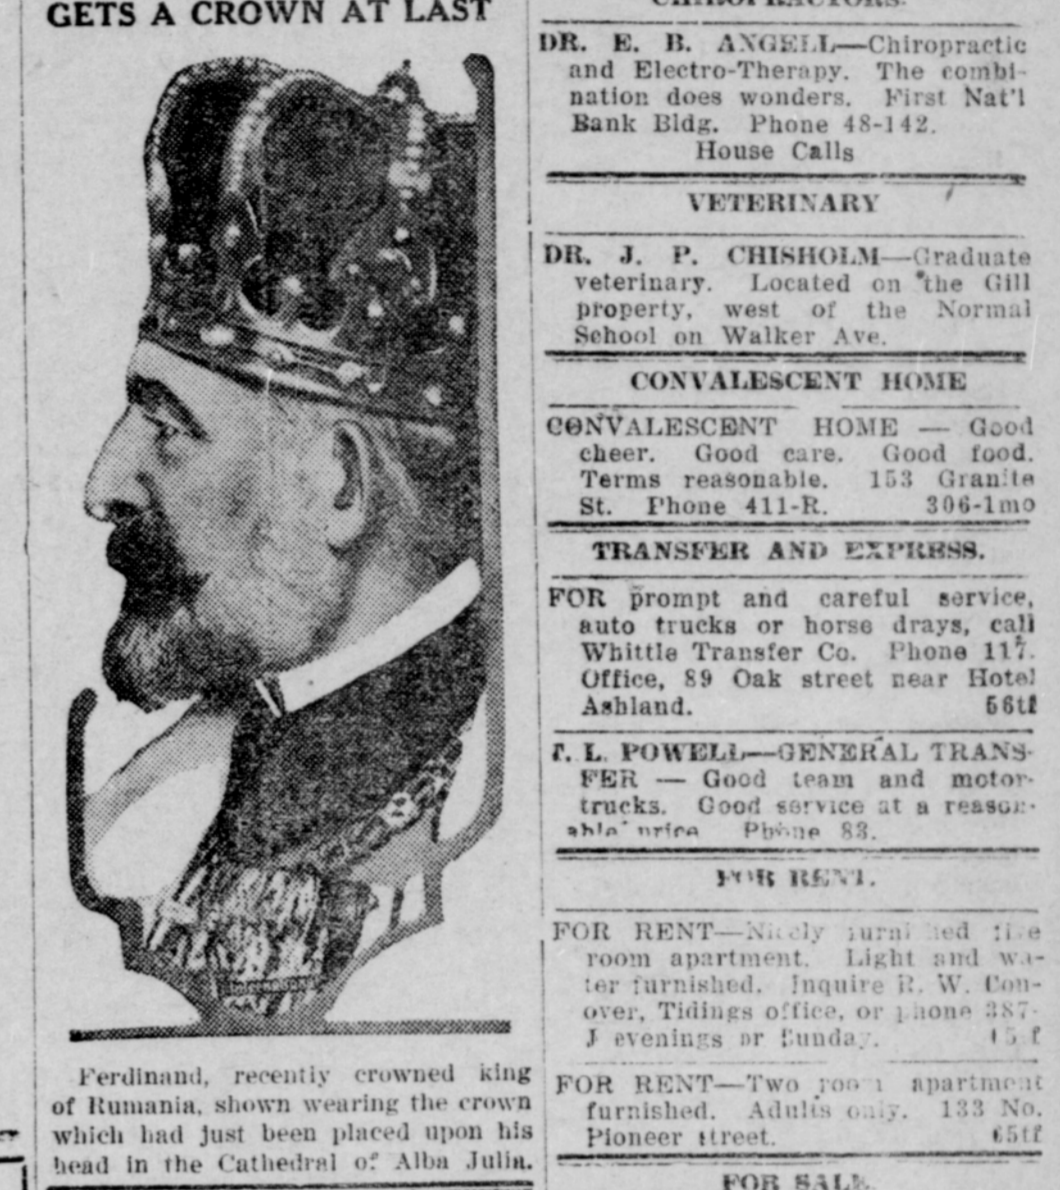 GETS A CROWN AT LAST
Ferdinand, recently crowned king
of Rumania, shown wearing the crown
which had just been placed upon his
head in the Cathedral of Alba Julia.
CHIROPRACTORS.
DR. E. B. ANGELL—Chiropractic
and Electro-Therapy. The combi-
nation does wonders. First Nat'l
Bank Bldg. Phone 48-142.
House Calls
VETERINARY
DR. J. P. CHISHOLM—Graduate
veterinary. Located on the Gill
property, west of the Normal
School on Walker Ave.
CONVALESCENT HOME
CONVALESCENT HOME — Good
cheer. Good care. Good food.
Terms reasonable. 153 Granite
St. Phone 411-R. 306-1mo
TRANSFER AND EXPRESS.
FOR prompt and careful service,
auto trucks or horse drays, call
Whittle Transfer Co. Phone 117.
Office, 89 Oak street near Hotel
Ashland. 56tf
T. L. POWELL—GENERAL TRANS-
FER — Good team and motor-
trucks. Good service at a reason-
able price Phone 83.
FOR RENT.
FOR RENT—Nicely furnished
room apartment. Light and wa-
ter furnished. Inquire R. W. Con-
over, Tidings office, or phone 387-
J evenings or Sunday.
FOR RENT—Two room apartment
furnished. Adults only. 133 No.
Pioneer street. 65tf
FOR SALE